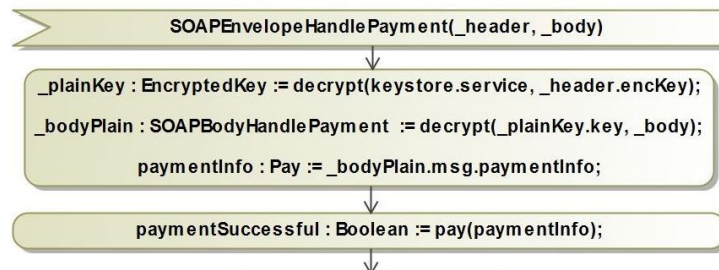 SOAPEnvelopeHandlePayment(_header, _body)
_plainKey : EncryptedKey := decrypt(keystore.service, _header.encKey);
_bodyPlain : SOAPBodyHandlePayment := decrypt(_plainKey.key, _body);
paymentInfo : Pay := _bodyPlain.msg.paymentInfo;
paymentSuccessful : Boolean := pay(paymentInfo);